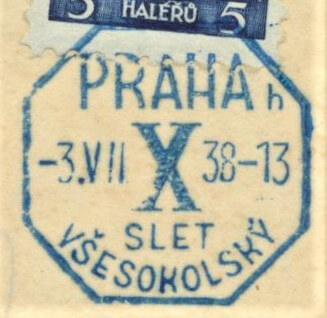 5 HALÉŘŮ 5
PRAHA h
-3.VII X 38-13
SLET
VŠESOKOLSKÝ